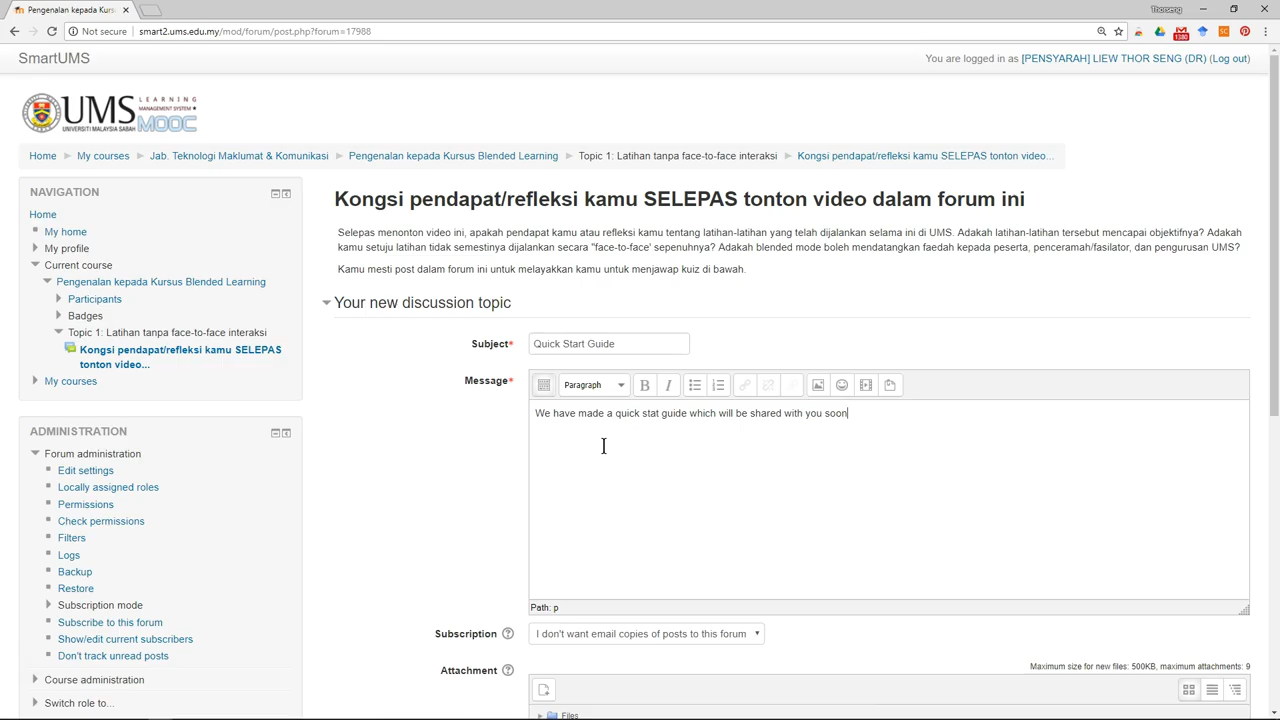 Pengenalan kepada Kurs
Thorseng
Not secure
smart2.ums.edu.my/mod/forum/post.php?forum=17988
1380
SC
SmartUMS
You are logged in as [PENSYARAH] LIEW THOR SENG (DR) (Log out)
UMS LEARNING MANAGEMENT SYSTEM
UNIVERSITI MALAYSIA SABAH MOOC
Home My courses Jab. Teknologi Maklumat & Komunikasi Pengenalan kepada Kursus Blended Learning Topic 1: Latihan tanpa face-to-face interaksi Kongsi pendapat/refleksi kamu SELEPAS tonton video...
NAVIGATION
Home
My home
My profile
Current course
Pengenalan kepada Kursus Blended Learning
Participants
Badges
Topic 1: Latihan tanpa face-to-face interaksi
Kongsi pendapat/refleksi kamu SELEPAS
tonton video...
My courses
ADMINISTRATION
Forum administration
Edit settings
Locally assigned roles
Permissions
Check permissions
Filters
Logs
Backup
Restore
Subscription mode
Subscribe to this forum
Show/edit current subscribers
Don't track unread posts
Course administration
Switch role to...
Kongsi pendapat/refleksi kamu SELEPAS tonton video dalam forum ini
Selepas menonton video ini, apakah pendapat kamu atau refleksi kamu tentang latihan-latihan yang telah dijalankan selama ini di UMS. Adakah latihan-latihan tersebut mencapai objektifnya? Adakah
kamu setuju latihan tidak semestinya dijalankan secara "face-to-face' sepenuhnya? Adakah blended mode boleh mendatangkan faedah kepada peserta, penceramah/fasilator, dan pengurusan UMS?
Kamu mesti post dalam forum ini untuk melayakkan kamu untuk menjawap kuiz di bawah.
Your new discussion topic
Subject*
Quick Start Guide
Message*
Paragraph B I
We have made a quick stat guide which will be shared with you soon
Path: p
Subscription
I don't want email copies of posts to this forum
Attachment
Maximum size for new files: 500KB, maximum attachments: 9
Files